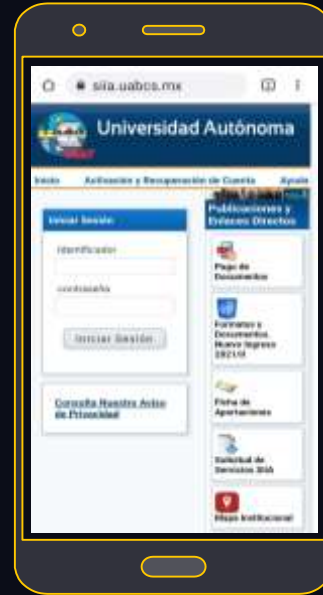 siia.uabcs.mx
Universidad Autónoma
Inicio
Activación y Recuperación de Cuenta
Ayuda
Iniciar Sesión
Identificador
contraseña
Iniciar Sesión
Consulta Nuestro Aviso
de Privacidad
Publicaciones y
Enlaces Directos
Pago de
Documentos
Formatos y
Documentos
Nuevo Ingreso
Ficha de
Aportaciones
Solicitud de
Servicios SIIA
Mapa Institucional